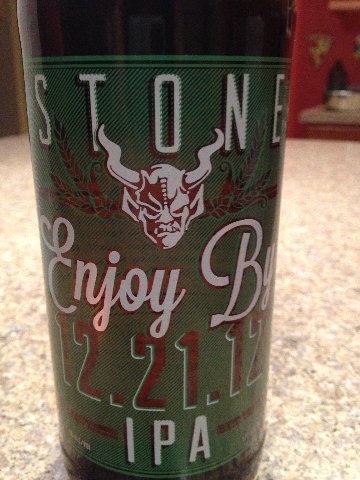 STONE
Enjoy By
12.21.12
IPA